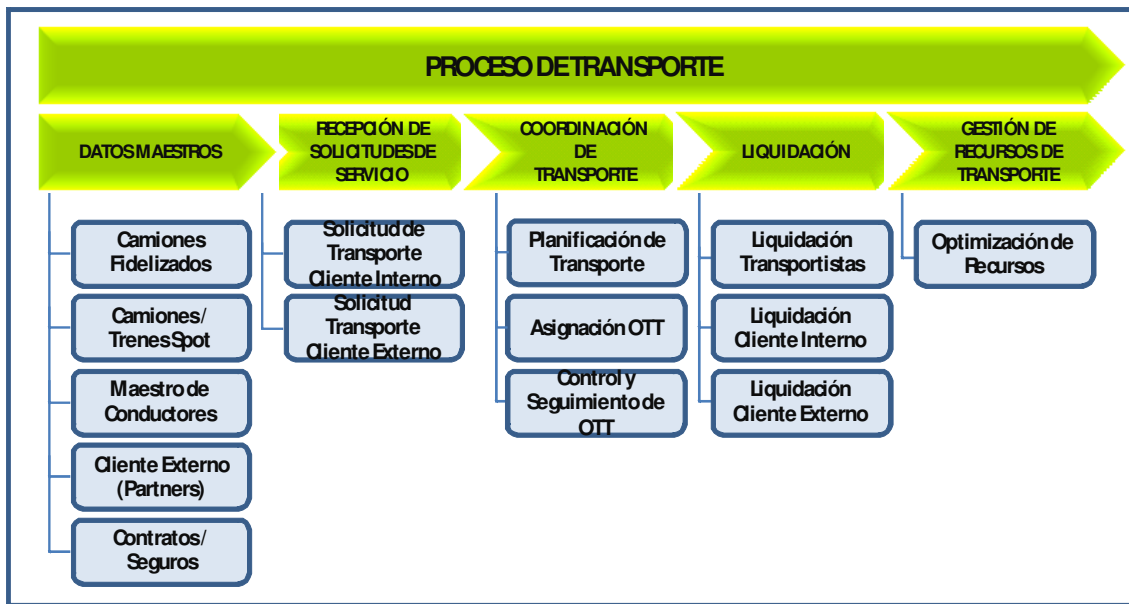 PROCESO DE TRANSPORTE
DATOS MAESTROS
RECEPCIÓN DE
SOLICITUDES DE
SERVICIO
COORDINACIÓN
DE
TRANSPORTE
LIQUIDACIÓN
GESTIÓN DE
RECURSOS DE
TRANSPORTE
Camiones
Fidelizados
Camiones/
Trenes Spot
Maestro de
Conductores
Cliente Externo
(Partners)
Contratos/
Seguros
Solicitud de
Transporte
Cliente Interno
Solicitud
Transporte
Cliente Externo
Planificación de
Transporte
Asignación OTT
Control y
Seguimiento de
OTT
Liquidación
Transportistas
Liquidación
Cliente Interno
Liquidación
Cliente Externo
Optimización de
Recursos